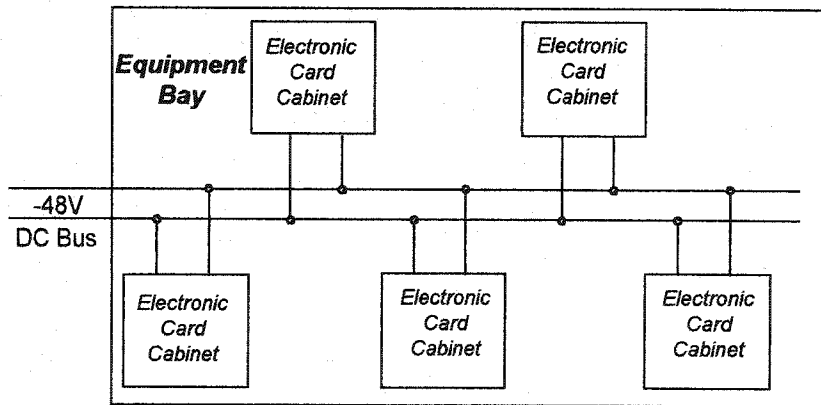 Equipment
Bay
Electronic
Card
Cabinet
Electronic
Card
Cabinet
-48V
DC Bus
Electronic
Card
Cabinet
Electronic
Card
Cabinet
Electronic
Card
Cabinet